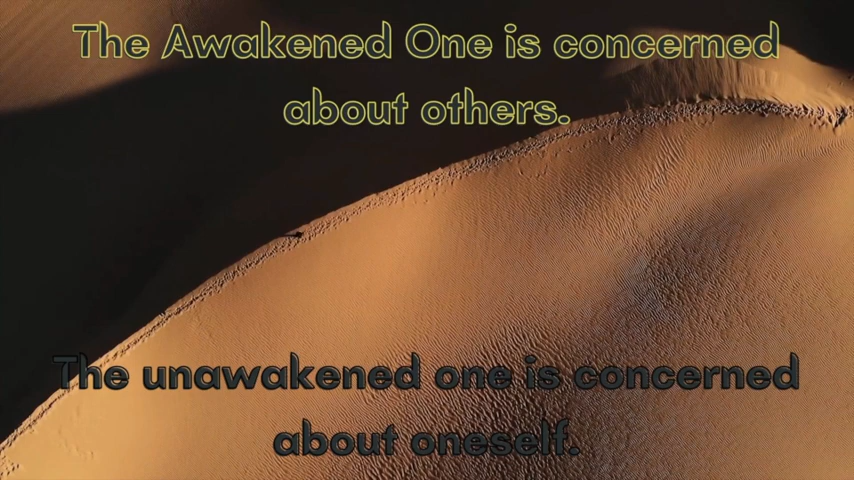 The Awakened One is concerned
about others.
The unawakened one is concerned
about oneself.